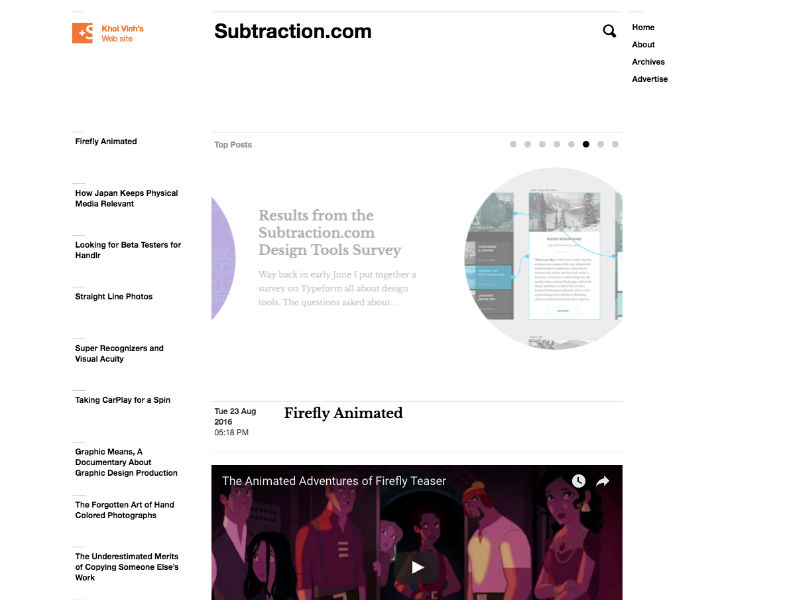 Khoi Vinh's
Web site
Subtraction.com
Home
About
Archives
Advertise
Firefly Animated
How Japan Keeps Physical
Media Relevant
Looking for Beta Testers for
Handlr
Straight Line Photos
Super Recognizers and
Visual Acuity
Taking CarPlay for a Spin
Graphic Means, A
Documentary About
Graphic Design Production
The Forgotten Art of Hand
Colored Photographs
The Underestimated Merits
of Copying Someone Else's
Work
Top Posts
Results from the
Subtraction.com
Design Tools Survey
Way back in early June I put together a
survey on Typeform all about design
tools. The questions asked about...
Tue 23 Aug
2016
05:18 PM
Firefly Animated
The Animated Adventures of Firefly Teaser